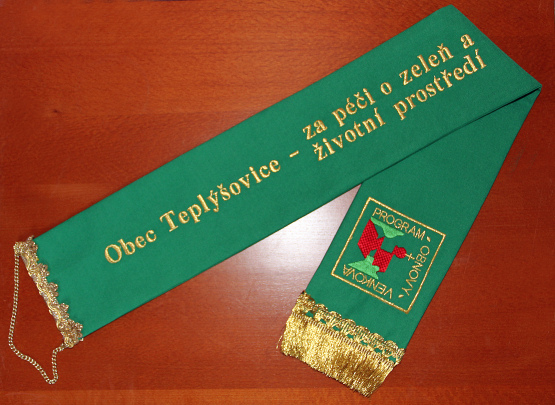 Obec Teplýšovice – za péči o zeleň a
životní prostředí
PROGRAM
OBNOVY
VENKOVA